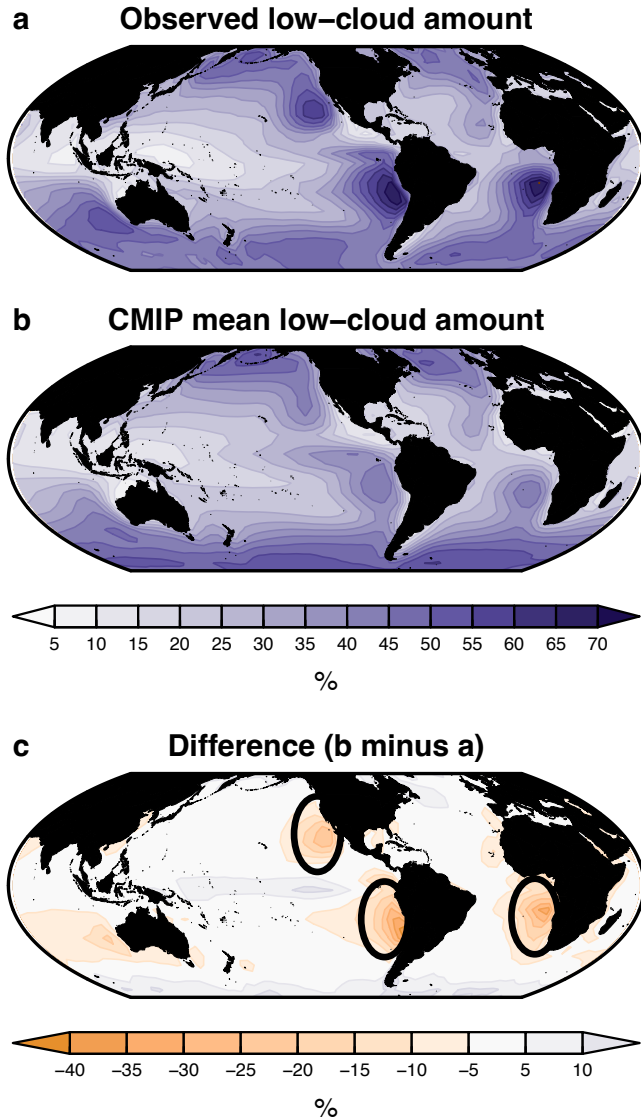 a Observed low–cloud amount
b CMIP mean low–cloud amount
5 10 15 20 25 30 35 40 45 50 55 60 65 70
%
c Difference (b minus a)
−40 −35 −30 −25 −20 −15 −10 −5 5 10
%